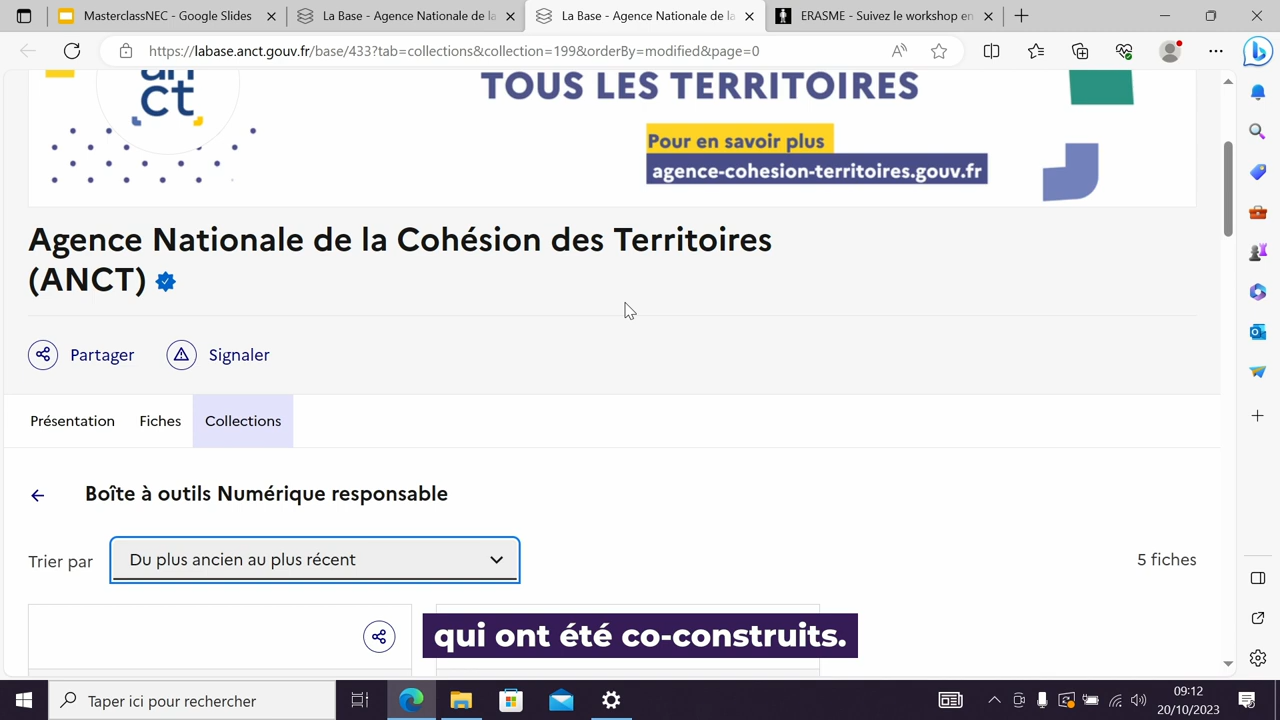 MasterclassNEC - Google Slides
La Base - Agence Nationale de l
La Base - Agence Nationale de la
ERASME - Suivez le workshop en
https://labase.anct.gouv.fr/base/433?tab=collections&collection=199&orderBy=modified&page=0
ct
TOUS LES TERRITOIRES
Pour en savoir plus
agence-cohesion-territoires.gouv.fr
Agence Nationale de la Cohésion des Territoires
(ANCT)
Partager
Signaler
Présentation
Fiches
Collections
Boîte à outils Numérique responsable
Trier par
Du plus ancien au plus récent
5 fiches
qui ont été co-construits.
Taper ici pour rechercher
09:12
20/10/2023